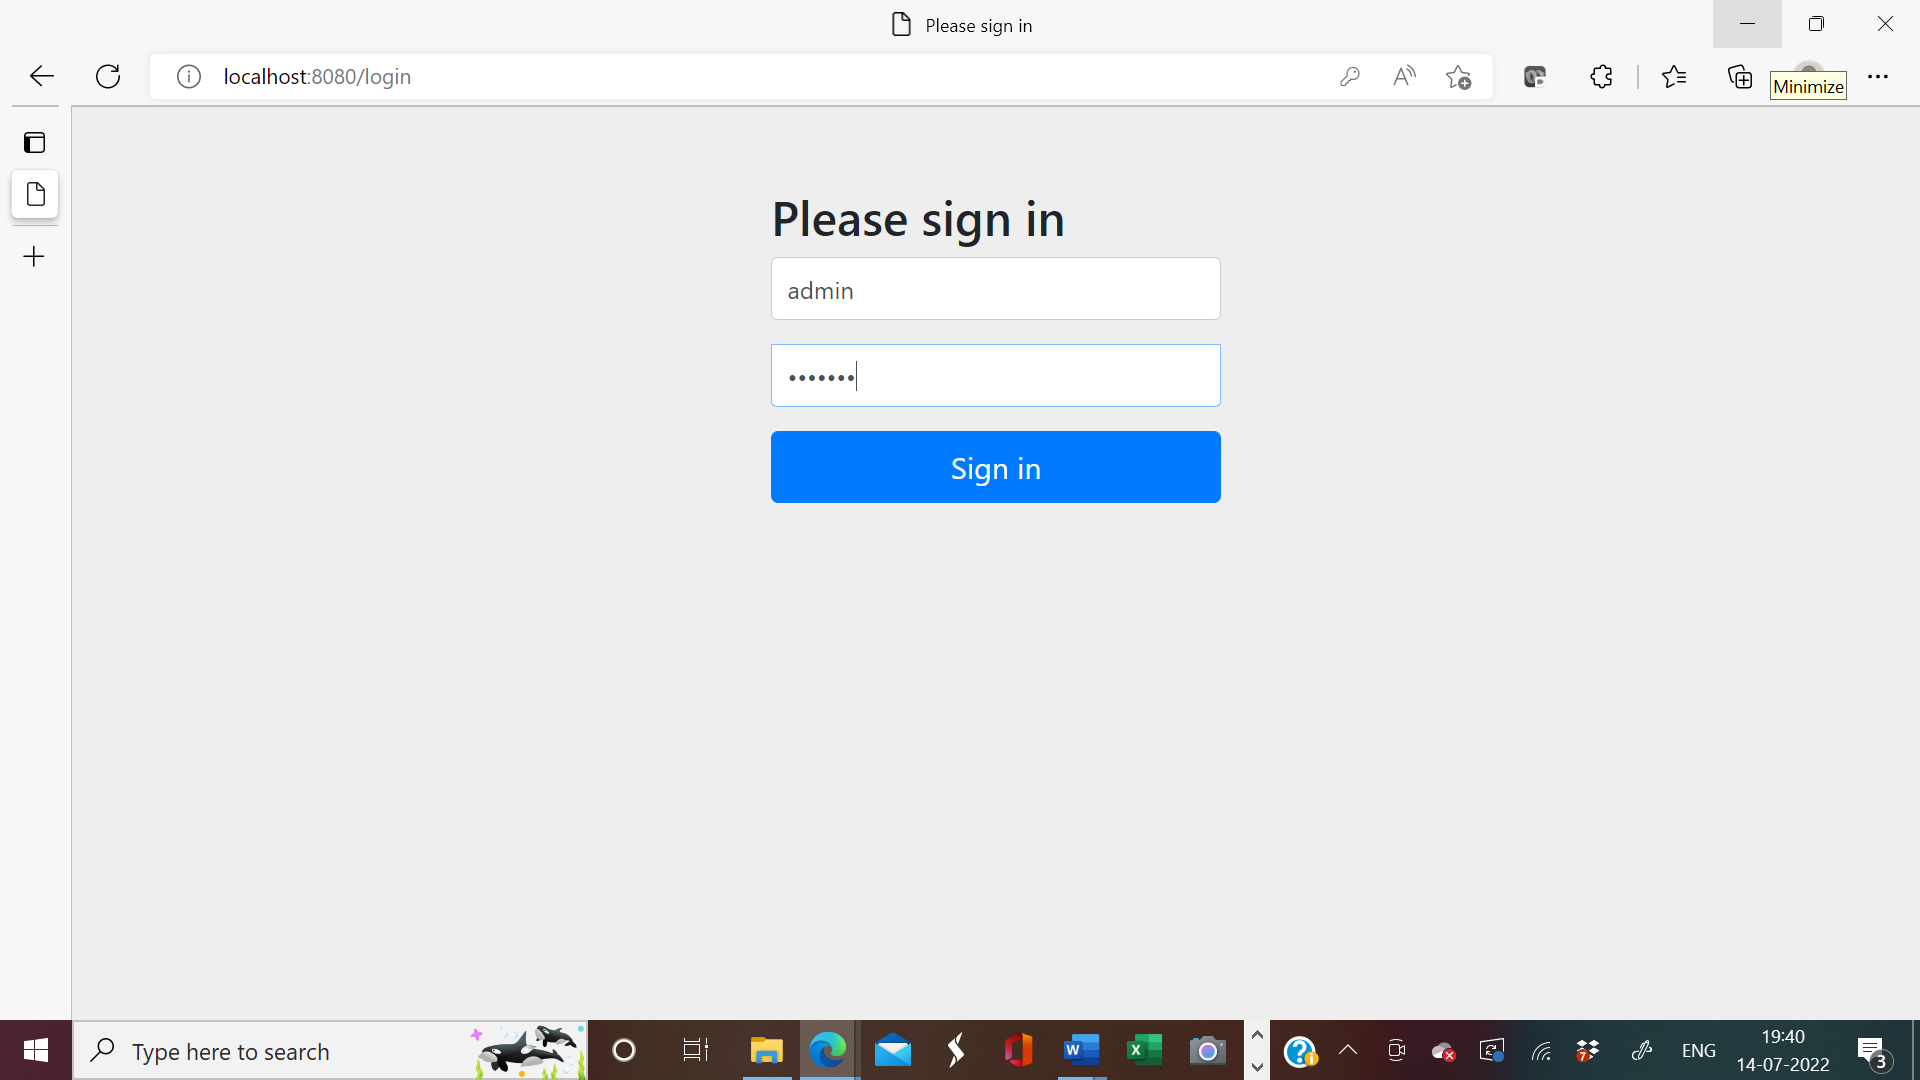 Please sign in
localhost:8080/login
Minimize
Please sign in
admin
•••••••
Sign in
Type here to search
W
X
7
ENG
19:40
14-07-2022
3